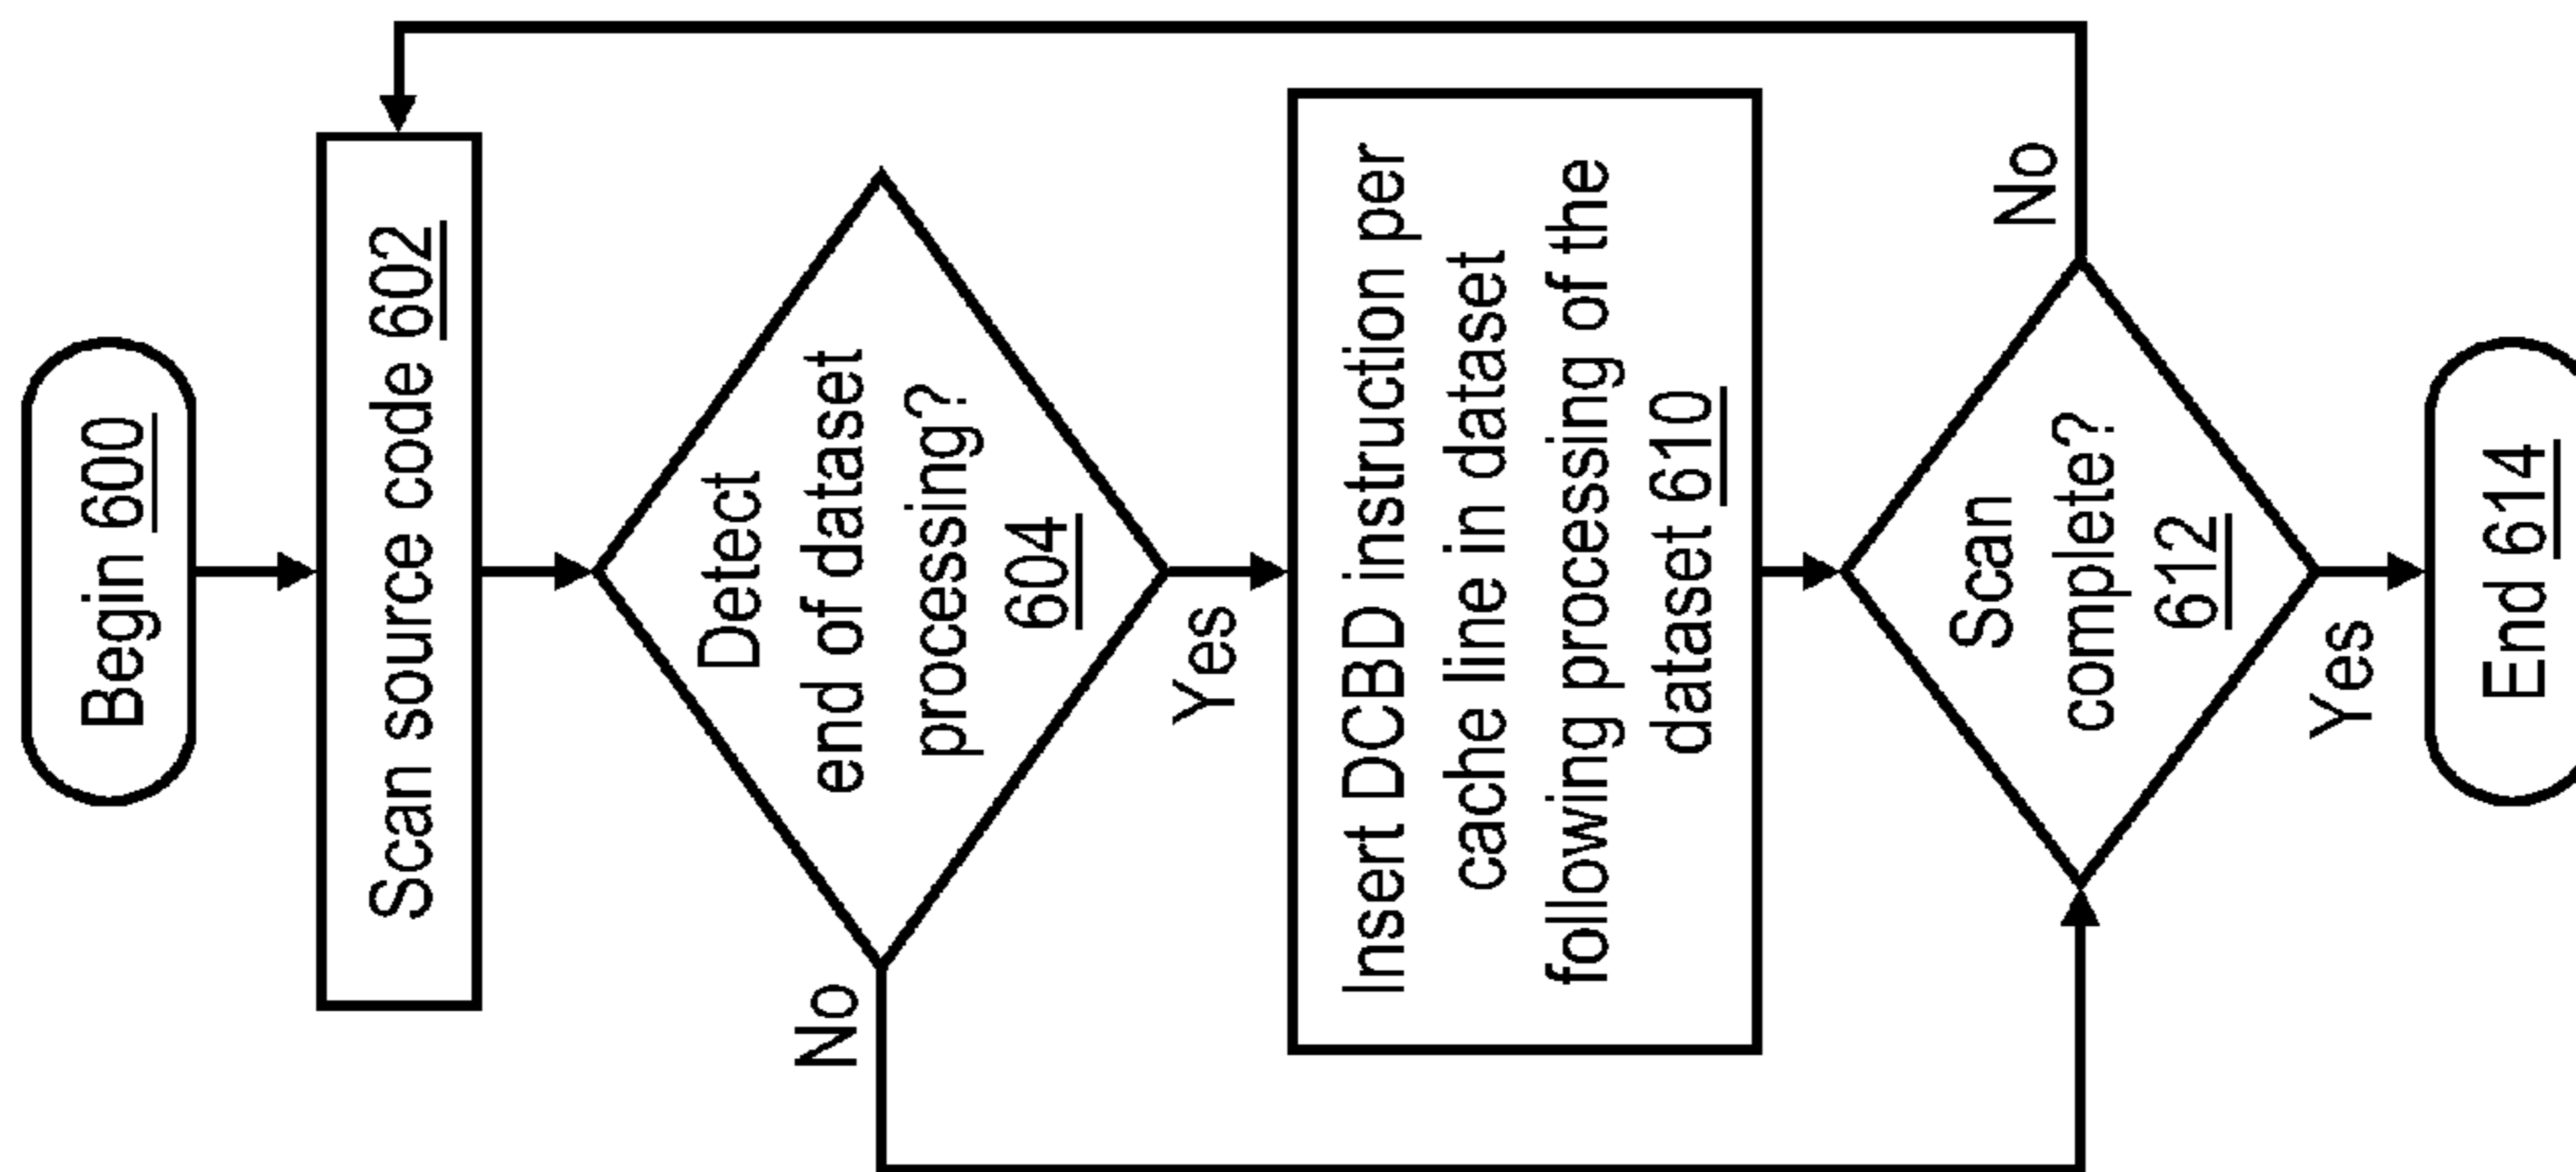 Begin 600
Scan source code 602
Detect
end of dataset
processing?
604
No
Yes
Insert DCBD instruction per
cache line in dataset
following processing of the
dataset 610
Scan
complete?
612
No
Yes
End 614